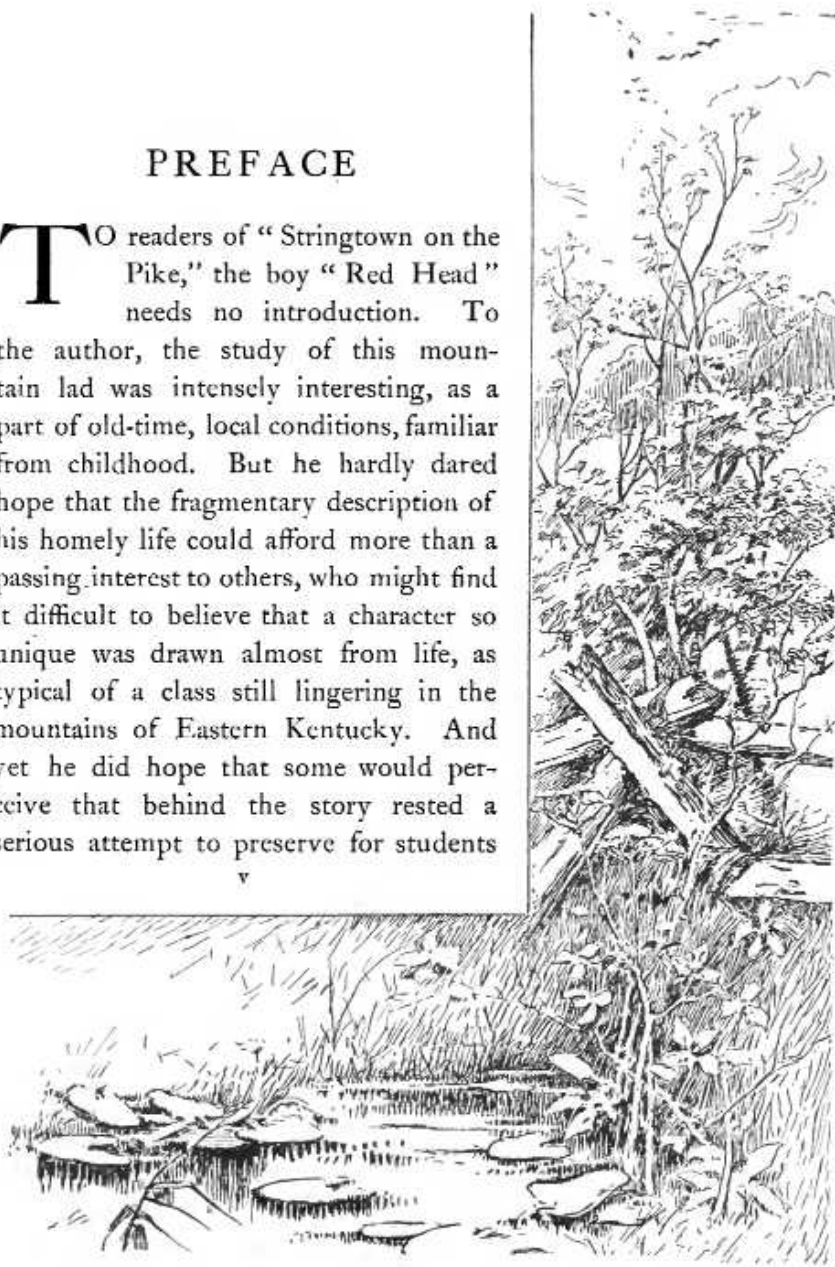 PREFACE
TO readers of “ Stringtown on the
Pike,” the boy “ Red Head ”
needs no introduction. To
the author, the study of this moun-
tain lad was intensely interesting, as a
part of old-time, local conditions, familiar
from childhood. But he hardly dared
hope that the fragmentary description of
his homely life could afford more than a
passing interest to others, who might find
it difficult to believe that a character so
unique was drawn almost from life, as
typical of a class still lingering in the
mountains of Eastern Kentucky. And
yet he did hope that some would per-
ceive that behind the story rested a
serious attempt to preserve for students
v